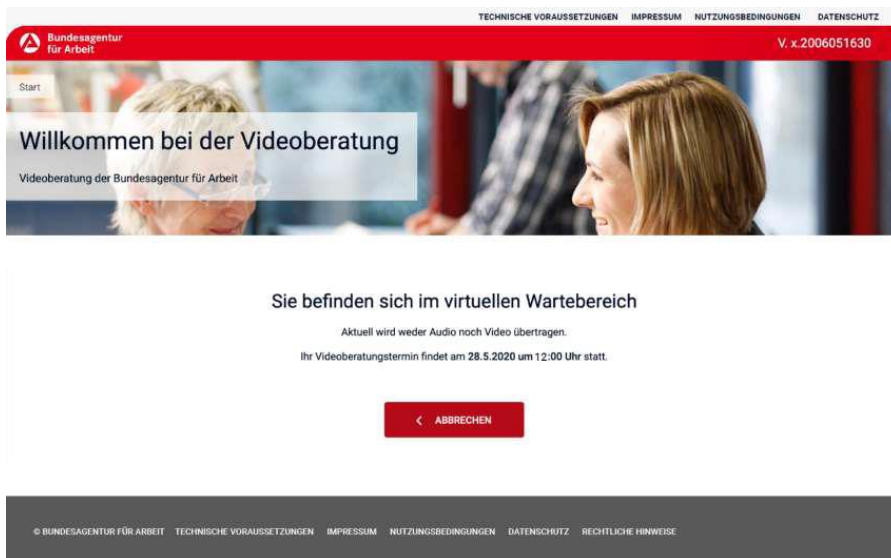 TECHNISCHE VORAUSSETZUNGEN IMPRESSUM NUTZUNGSBEDINGUNGEN DATENSCHUTZ
Bundesagentur
für Arbeit
V. x.2006051630
Start
Willkommen bei der Videoberatung
Videoberatung der Bundesagentur für Arbeit
Sie befinden sich im virtuellen Wartebereich
Aktuell wird weder Audio noch Video übertragen.
Ihr Videoberatungstermin findet am 28.5.2020 um 12:00 Uhr statt.
ABBRECHEN
© BUNDESAGENTUR FÜR ARBEIT TECHNISCHE VORAUSSETZUNGEN IMPRESSUM NUTZUNGSBEDINGUNGEN DATENSCHUTZ RECHTLICHE HINWEISE